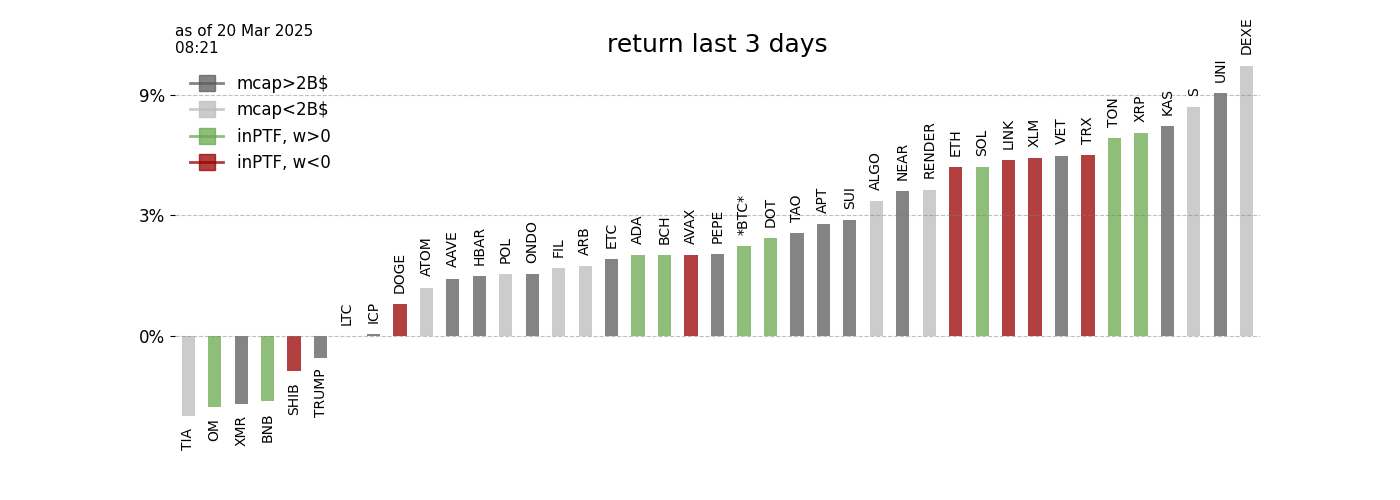 as of 20 Mar 2025
08:21
return last 3 days
mcap>2B$
mcap<2B$
inPTF, w>0
inPTF, w<0
9%
3%
0%
TIA
OM
XMR
BNB
SHIB
TRUMP
LTC
ICP
DOGE
ATOM
AAVE
HBAR
POL
ONDO
FIL
ARB
ETC
ADA
BCH
AVAX
PEPE
*BTC*
DOT
TAO
APT
SUI
ALGO
NEAR
RENDER
ETH
SOL
LINK
XLM
VET
TRX
TON
XRP
KAS
S
UNI
DEXE